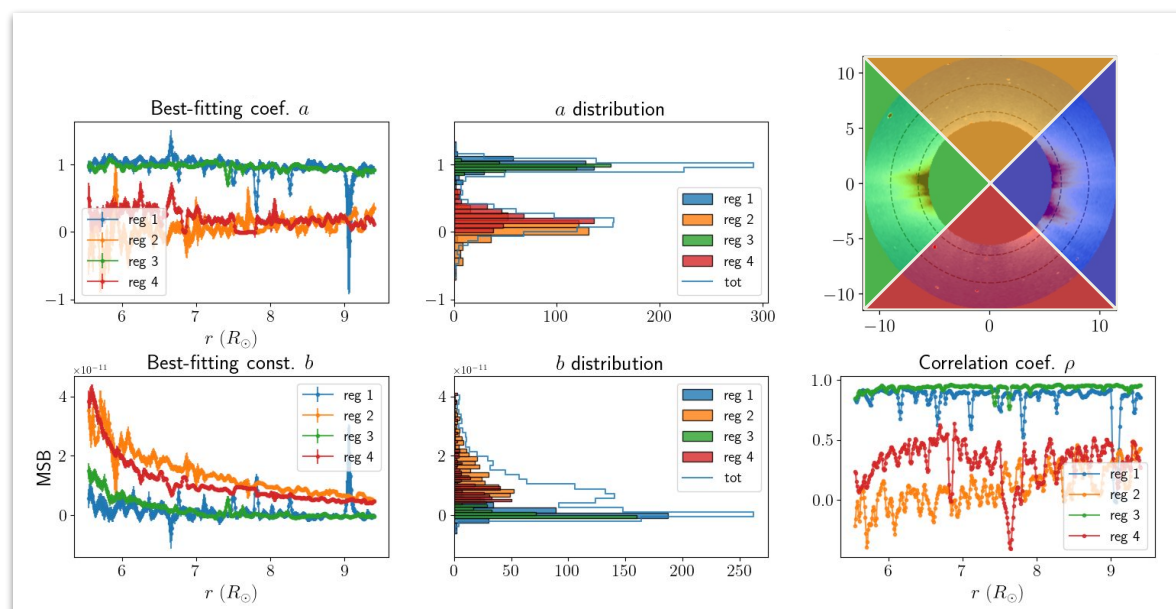 Best-fitting coef. a
1
0
−1
reg 1
reg 2
reg 3
reg 4
6
7
8
9
r (R⊙)
a distribution
reg 1
reg 2
reg 3
reg 4
tot
0
100
200
300
1
0
−1
10
5
0
−5
−10
−10
0
10
Best-fitting const. b
×10⁻¹¹
4
2
0
MSB
reg 1
reg 2
reg 3
reg 4
6
7
8
9
r (R⊙)
b distribution
×10⁻¹¹
4
2
0
reg 1
reg 2
reg 3
reg 4
tot
0
50
100
150
200
250
Correlation coef. ρ
1.0
0.5
0.0
reg 1
reg 2
reg 3
reg 4
6
7
8
9
r (R⊙)